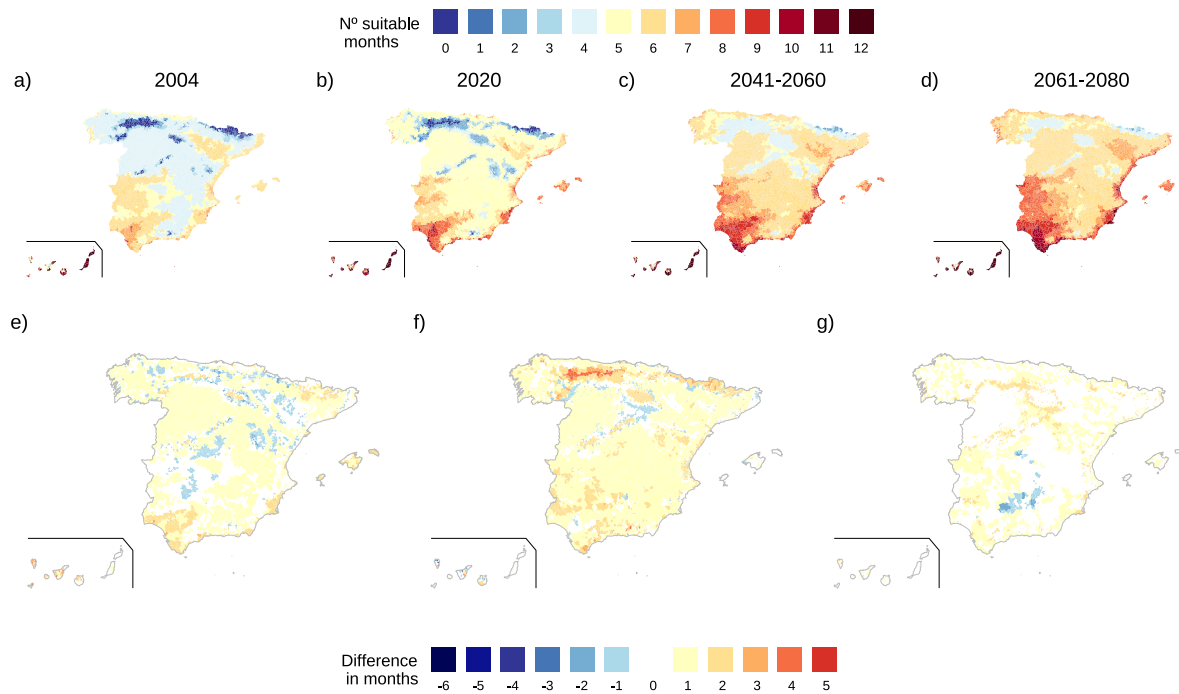 Nº suitable
months
0 1 2 3 4 5 6 7 8 9 10 11 12
a) 2004 b) 2020 c) 2041-2060 d) 2061-2080
e) f) g)
Difference
in months
-6 -5 -4 -3 -2 -1 0 1 2 3 4 5